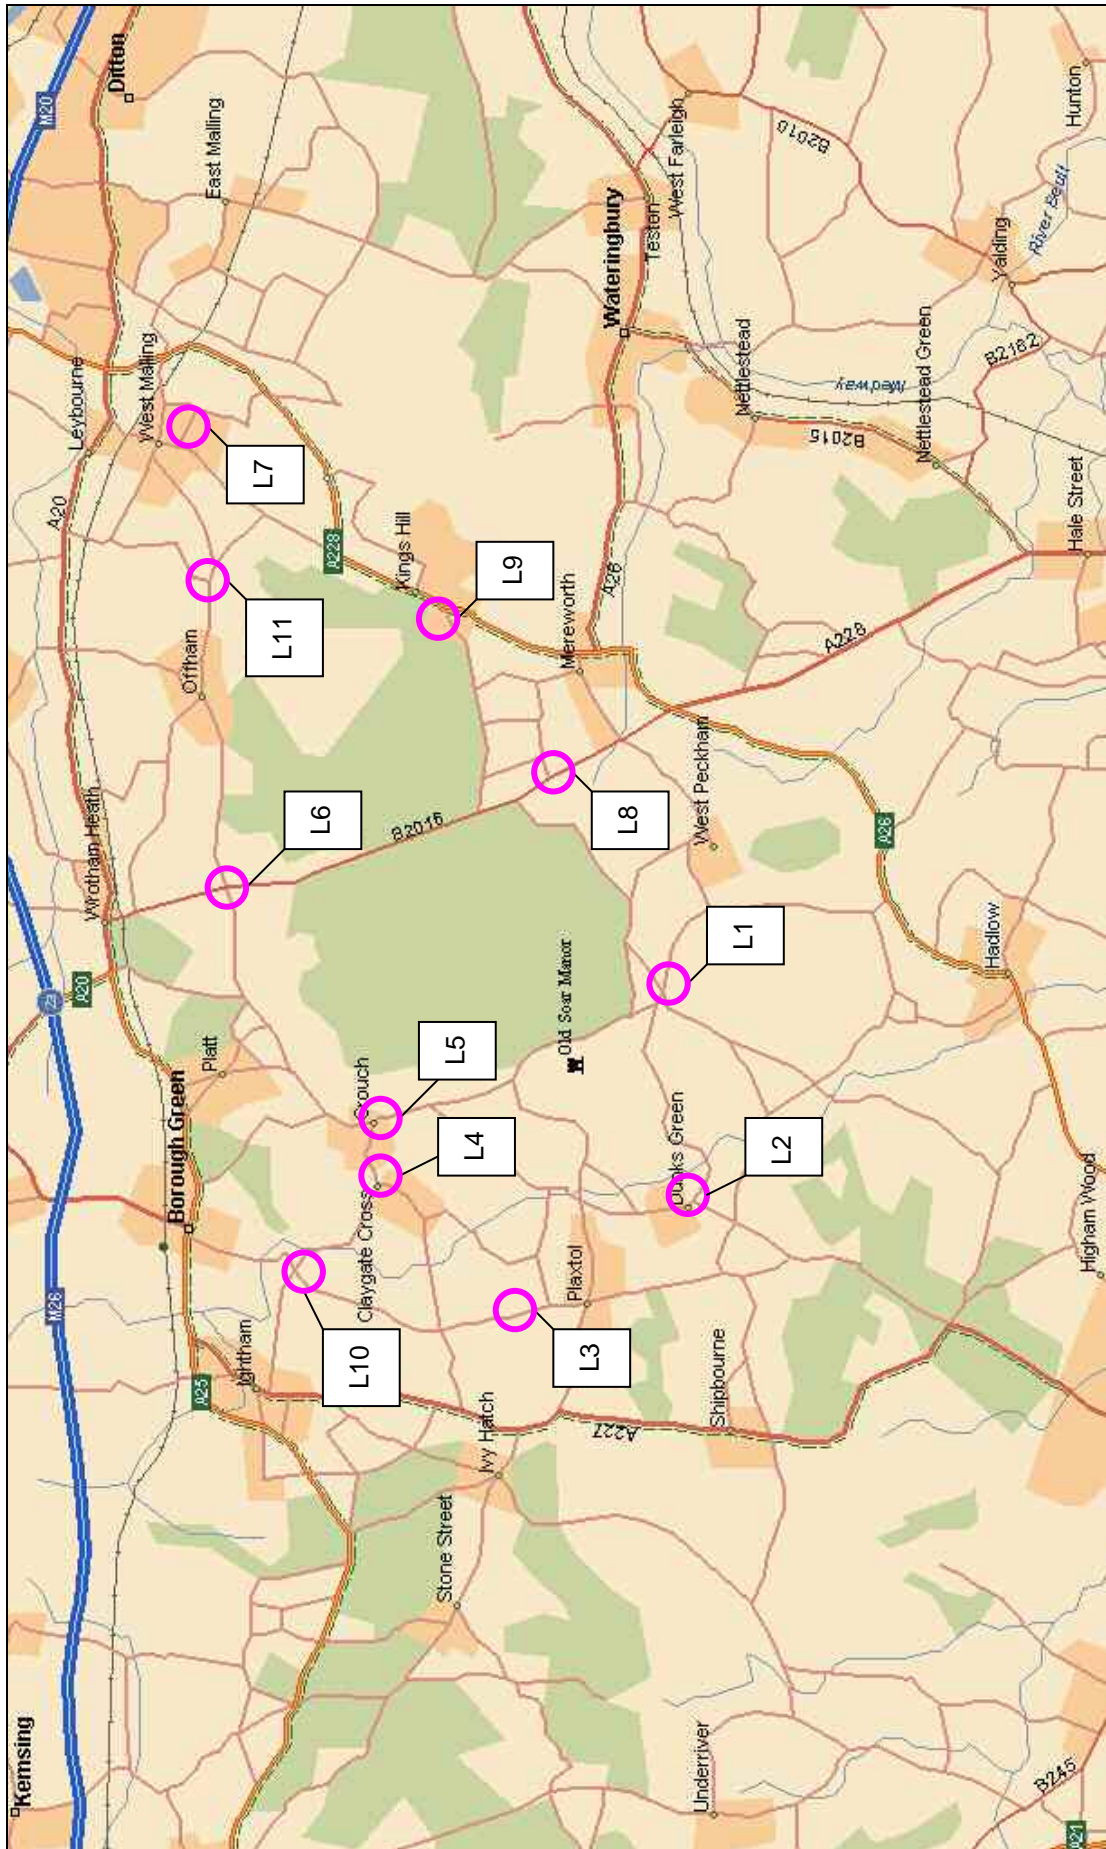 Kemsing
M26
M20
Ditton
A20
A20
Wrotham Heath
Leybourne
West Malling
East Malling
Offham
L7
L11
L6
A25
Ightham
Borough Green
Platt
L10
Claygate Cross
Crouch
L4
L5
B2016
A228
Kings Hill
L9
Stone Street
Ivy Hatch
L3
Plaxtol
Old Soar Manor
L8
Mereworth
A26
Wateringbury
Teston
West Farleigh
A227
Shipbourne
Dunks Green
L2
L1
West Peckham
A228
Nettlestead
B2015
Medway
B2010
Underriver
A26
Hadlow
Nettlestead Green
B2162
Yalding
River Beult
B245
A21
Higham Wood
Hale Street
Hunton